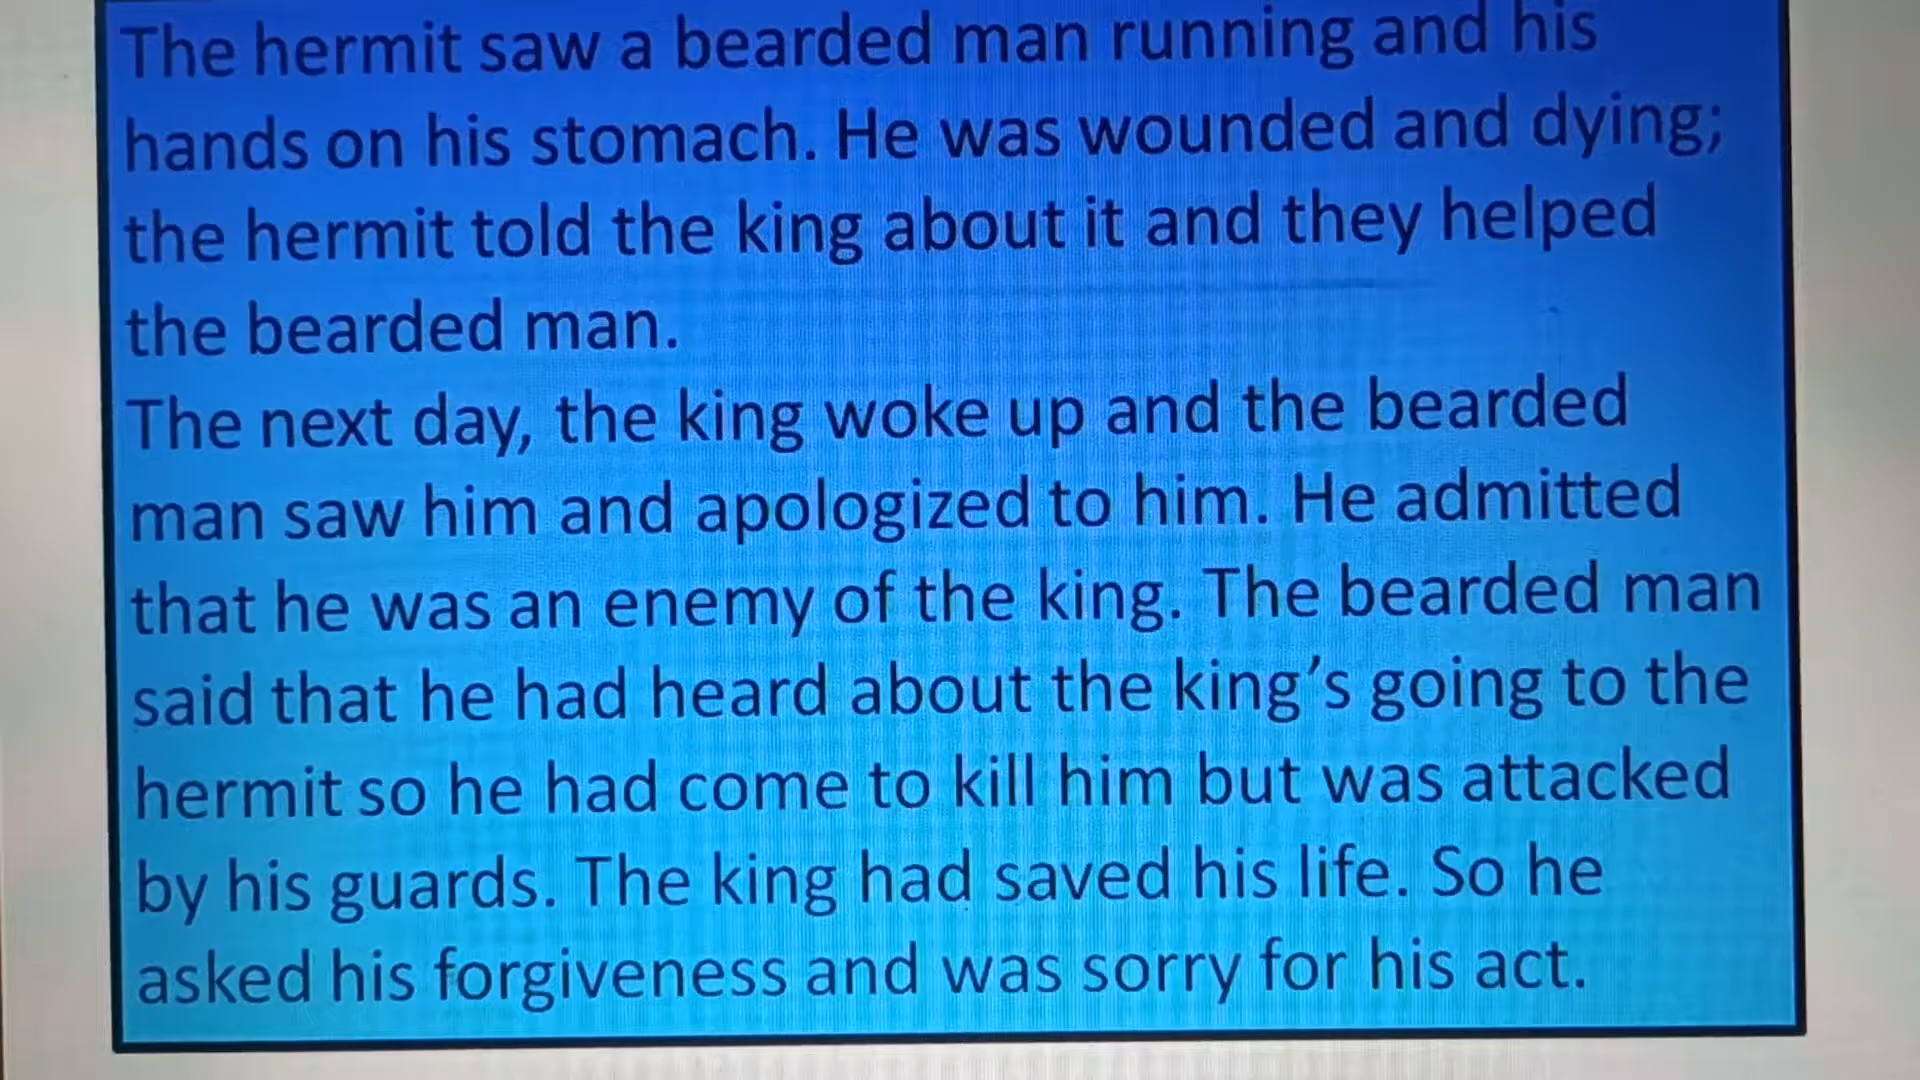 The hermit saw a bearded man running and his
hands on his stomach. He was wounded and dying;
the hermit told the king about it and they helped
the bearded man.
The next day, the king woke up and the bearded
man saw him and apologized to him. He admitted
that he was an enemy of the king. The bearded man
said that he had heard about the king’s going to the
hermit so he had come to kill him but was attacked
by his guards. The king had saved his life. So he
asked his forgiveness and was sorry for his act.